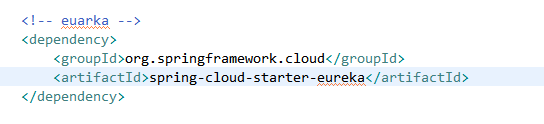 <!-- euarka -->
<dependency>
<groupId>org.springframework.cloud</groupId>
<artifactId>spring-cloud-starter-eureka</artifactId>
</dependency>